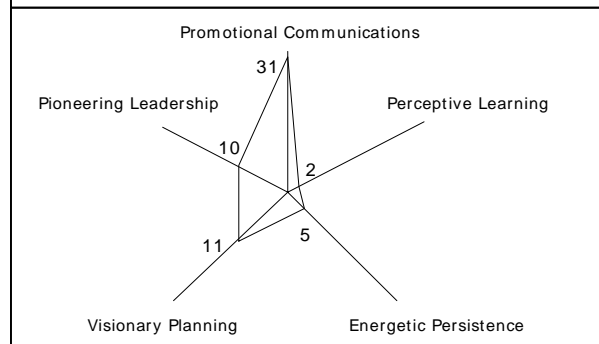 Promotional Communications
31
Pioneering Leadership
Perceptive Learning
10
2
11
5
Visionary Planning
Energetic Persistence